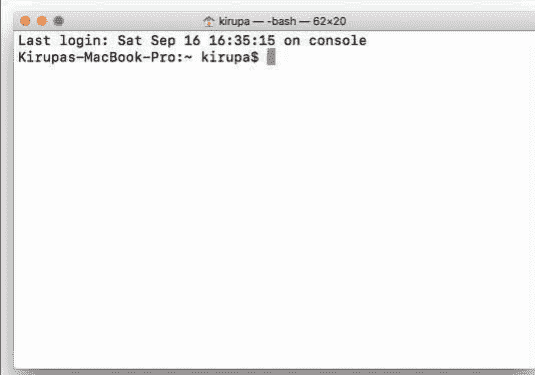 kirupa — -bash — 62×20
Last login: Sat Sep 16 16:35:15 on console
Kirupas-MacBook-Pro:~ kirupa$